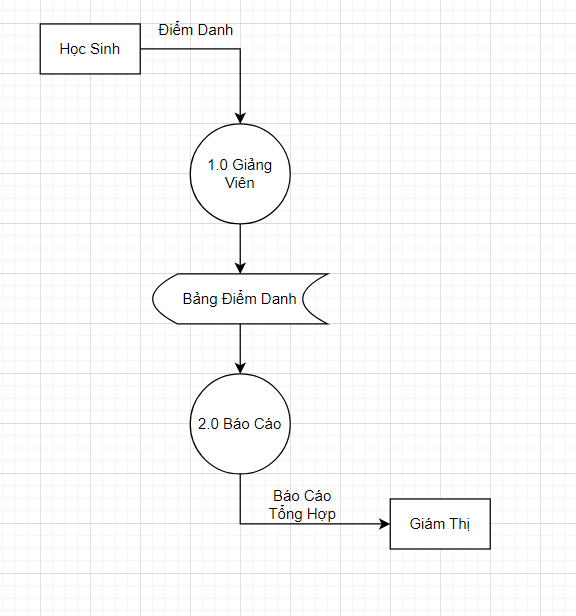 Điểm Danh
Học Sinh
1.0 Giảng
Viên
Bảng Điểm Danh
2.0 Báo Cáo
Báo Cáo
Tổng Hợp
Giám Thị